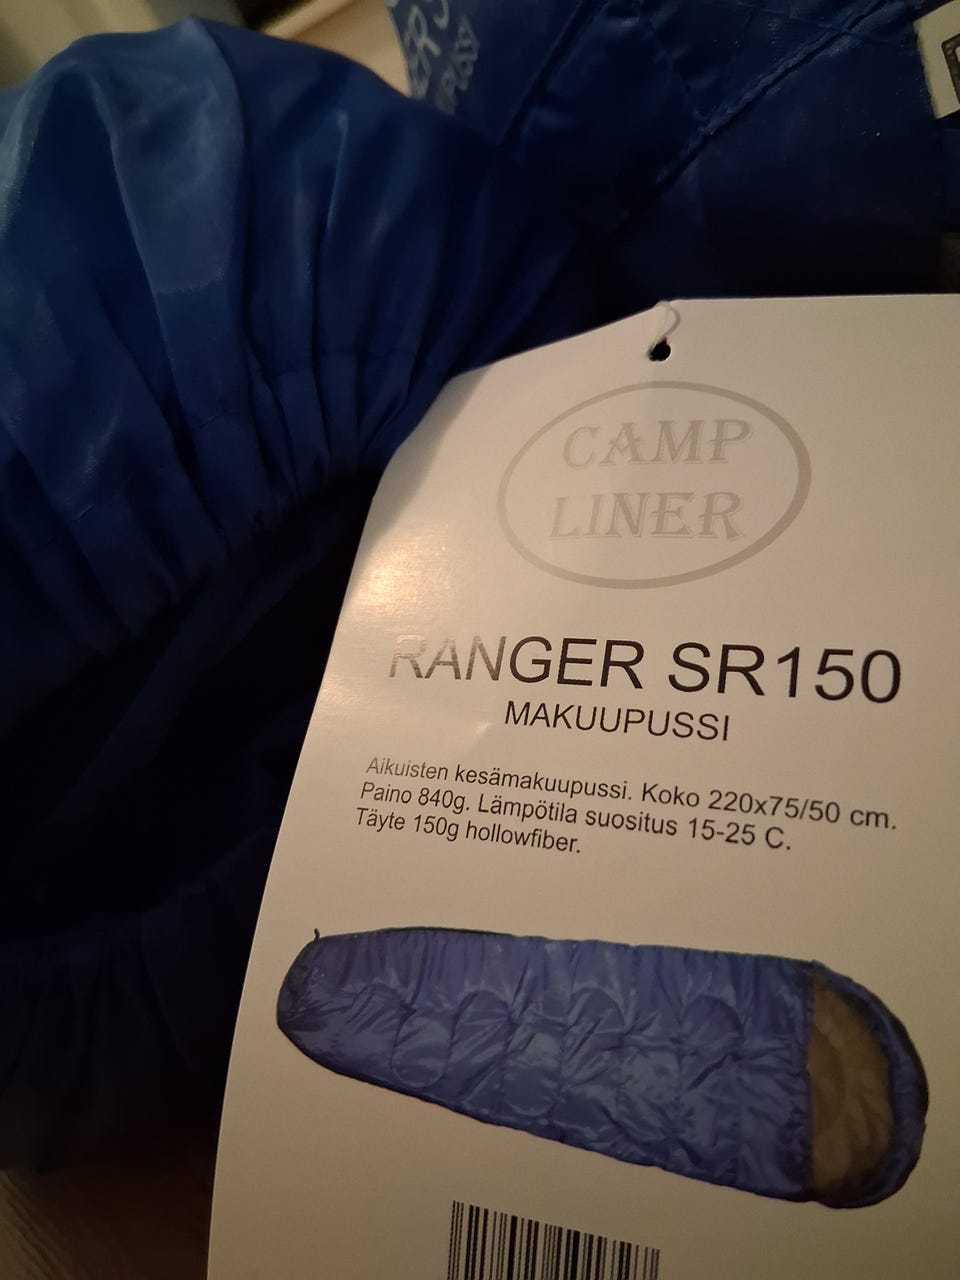 CAMP
LINER
RANGER SR150
MAKUUPUSSI
Aikuisten kesämakuupussi. Koko 220x75/50 cm.
Paino 840g. Lämpötila suositus 15-25 C.
Täyte 150g hollowfiber.